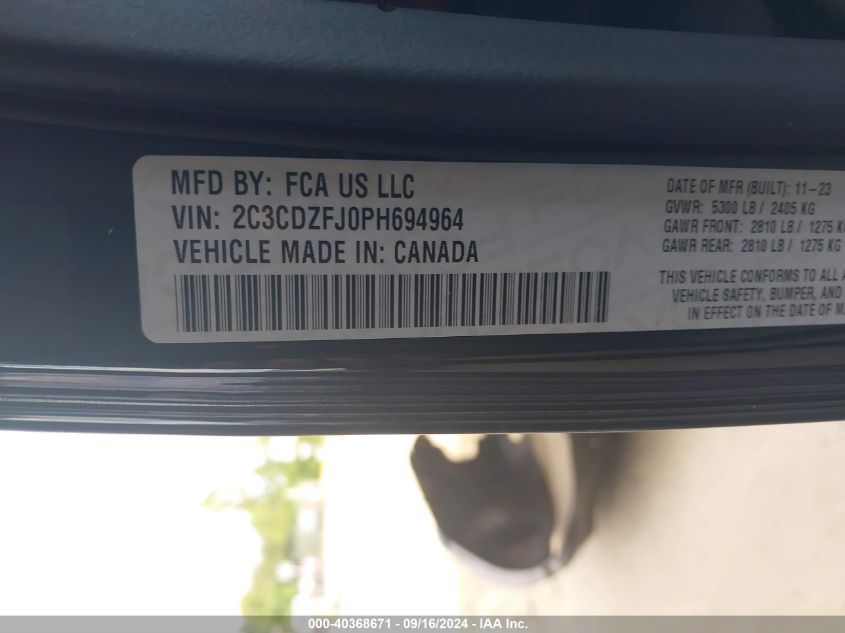 MFD BY: FCA US LLC
VIN: 2C3CDZFJ0PH694964
VEHICLE MADE IN: CANADA
DATE OF MFR (BUILT): 11-23
GVWR: 5300 LB / 2405 KG
GAWR FRONT: 2810 LB / 1275 K
GAWR REAR: 2810 LB / 1275 KG
THIS VEHICLE CONFORMS TO ALL A
VEHICLE SAFETY, BUMPER, AND
IN EFFECT ON THE DATE OF M
000-40368671 - 09/16/2024 - IAA Inc.